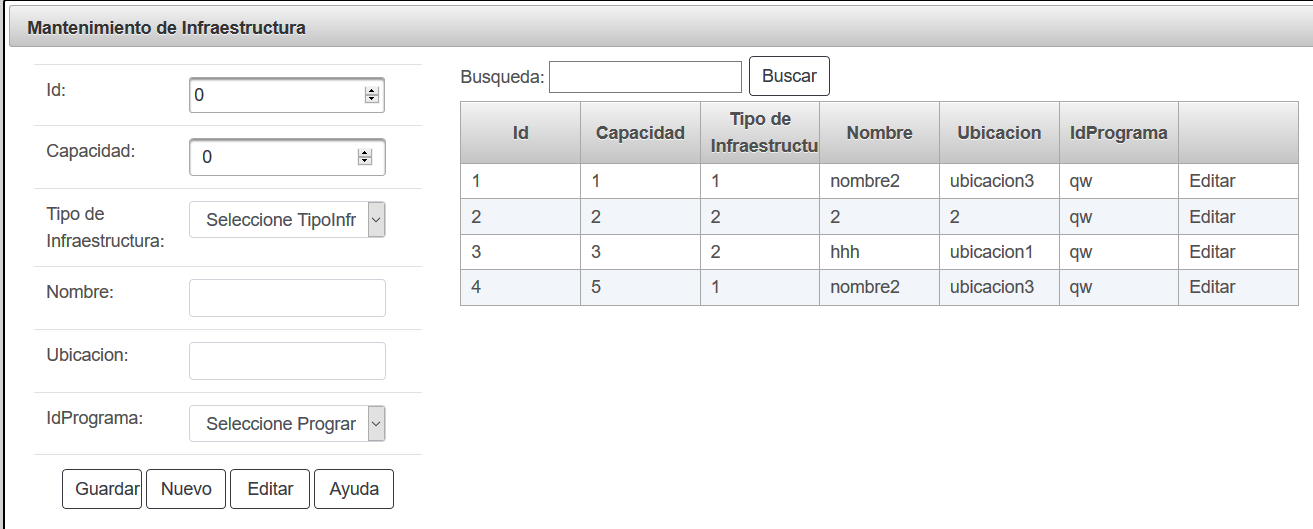 Mantenimiento de Infraestructura
Id:
0
Capacidad:
0
Tipo de
Infraestructura:
Seleccione TipoInfr
Nombre:
Ubicacion:
IdPrograma:
Seleccione Prograr
Guardar Nuevo Editar Ayuda
Busqueda: Buscar
Id Capacidad Tipo de Infraestructu Nombre Ubicacion IdPrograma
1 1 1 nombre2 ubicacion3 qw Editar
2 2 2 2 2 qw Editar
3 3 2 hhh ubicacion1 qw Editar
4 5 1 nombre2 ubicacion3 qw Editar